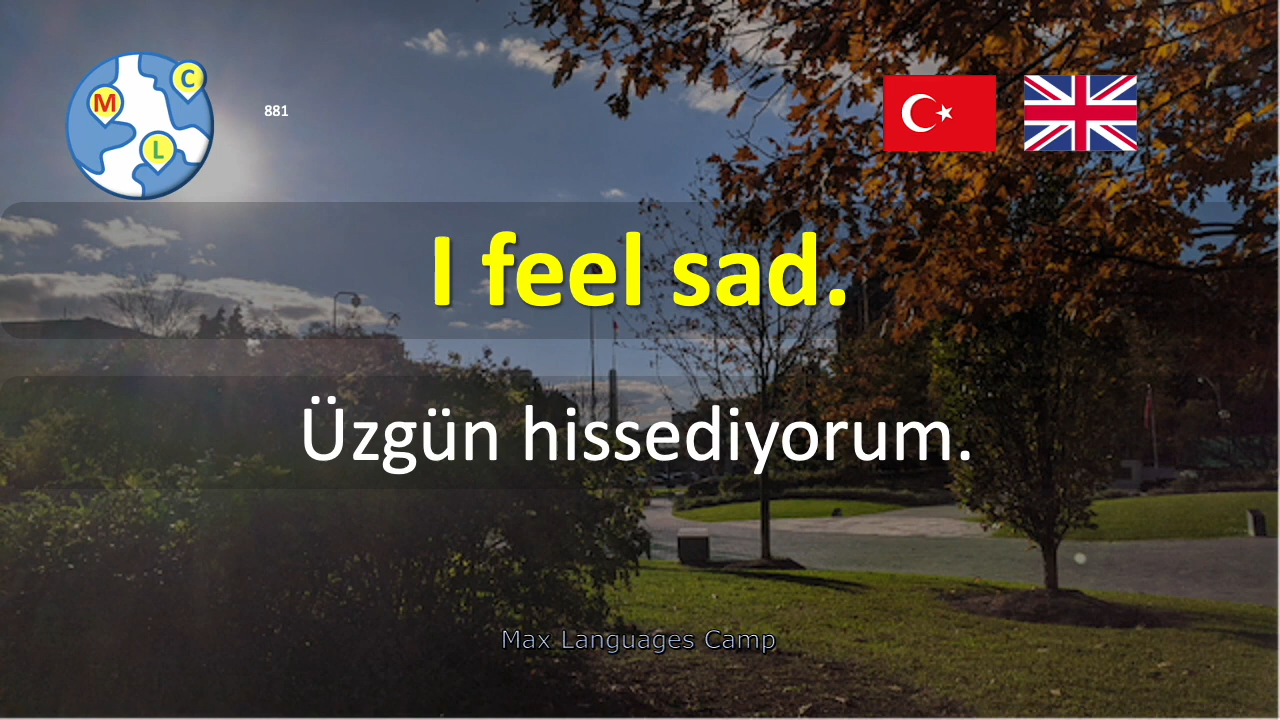 C
M
L
881
I feel sad.
Üzgün hissediyorum.
Max Languages Camp